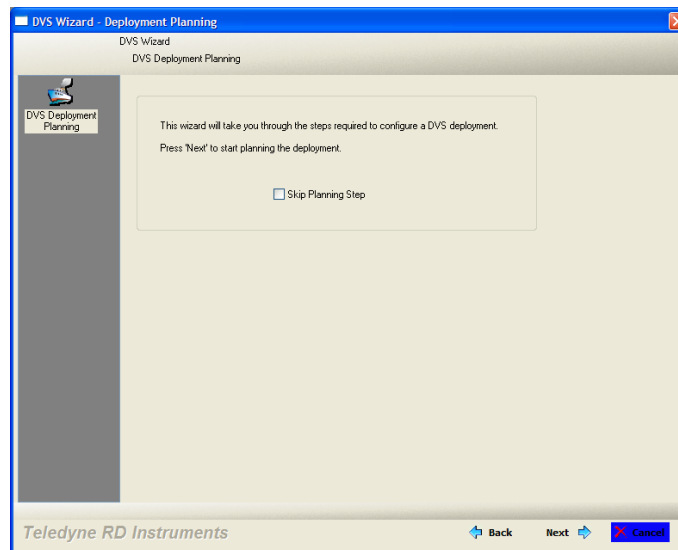 DVS Wizard - Deployment Planning
DVS Wizard
DVS Deployment Planning
DVS Deployment
Planning
This wizard will take you through the steps required to configure a DVS deployment.
Press 'Next' to start planning the deployment.
Skip Planning Step
Teledyne RD Instruments
Back
Next
Cancel